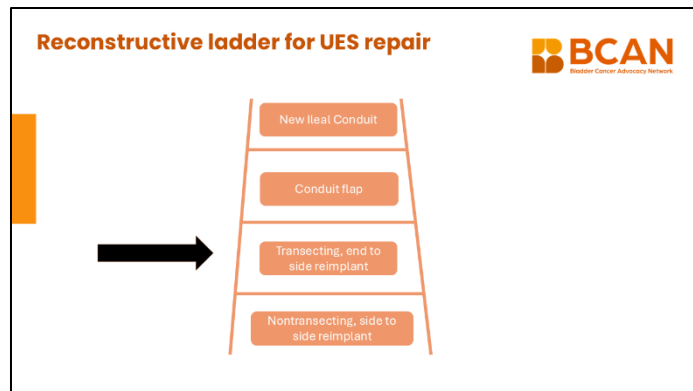 Reconstructive ladder for UES repair
BCAN
Bladder Cancer Advocacy Network
New Ileal Conduit
Conduit flap
Transecting, end to
side reimplant
Nontransecting, side to
side reimplant